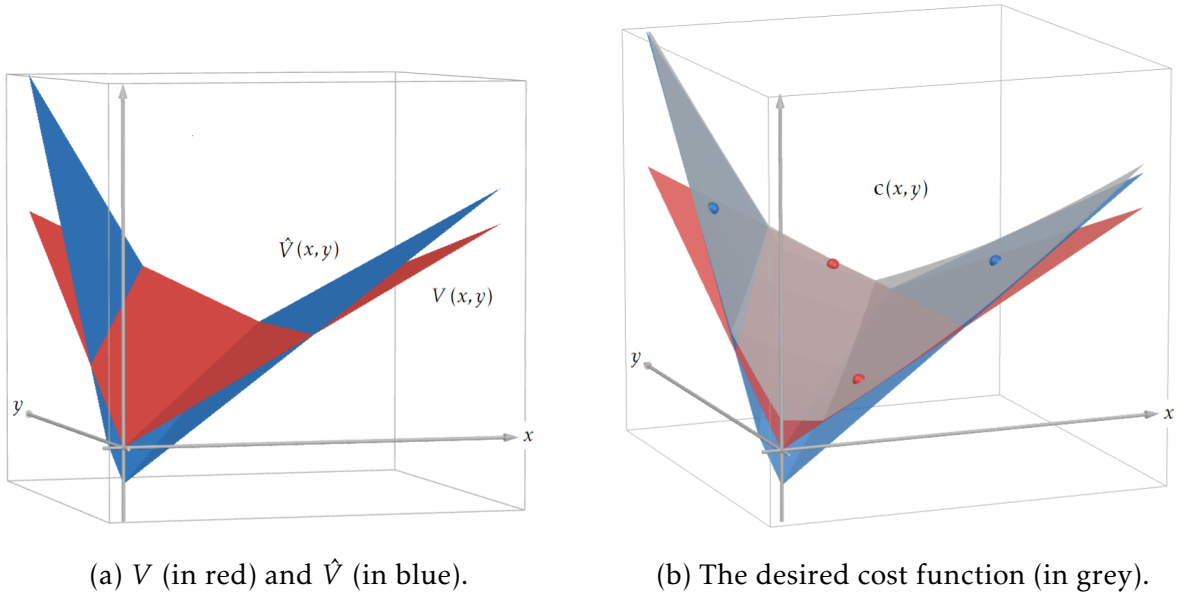 V̂(x,y)
V(x,y)
y
x
c(x,y)
y
x
(a) V (in red) and V̂ (in blue).
(b) The desired cost function (in grey).